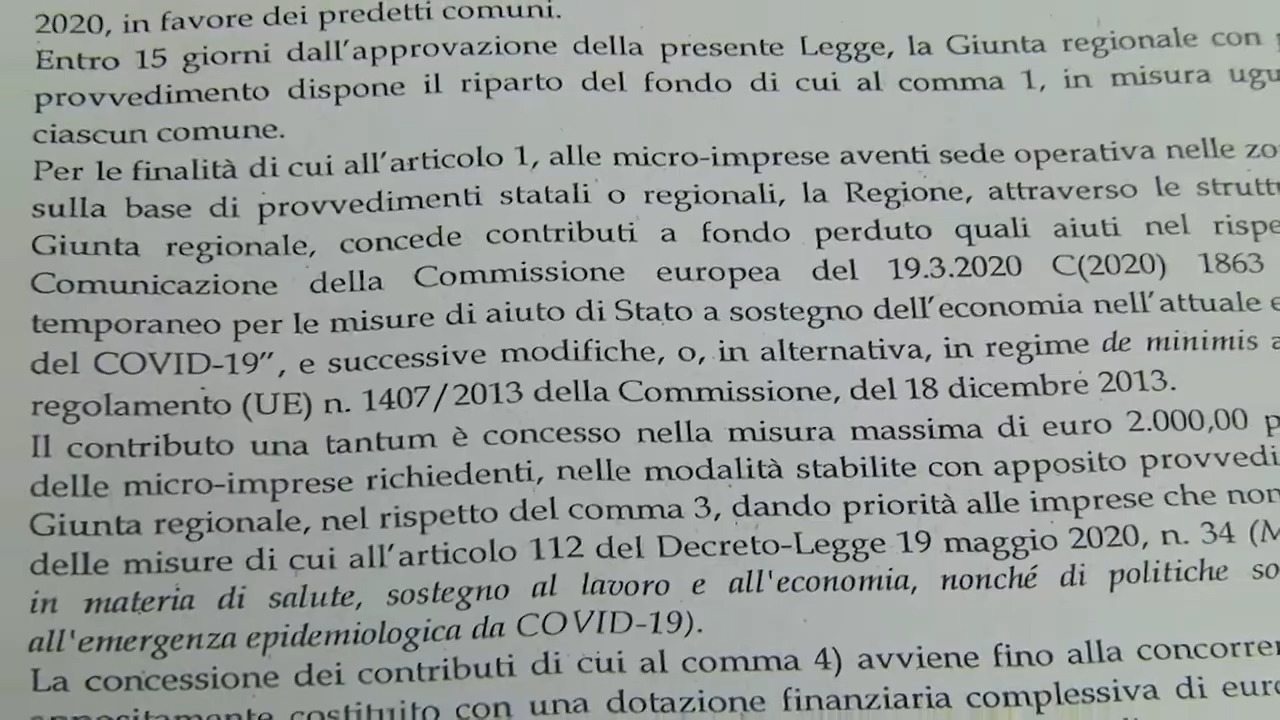 2020, in favore dei predetti comuni.
Entro 15 giorni dall'approvazione della presente Legge, la Giunta regionale con
provvedimento dispone il riparto del fondo di cui al comma 1, in misura ugu
ciascun comune.
Per le finalità di cui all'articolo 1, alle micro-imprese aventi sede operativa nelle zo
sulla base di provvedimenti statali o regionali, la Regione, attraverso le strutt
Giunta regionale, concede contributi a fondo perduto quali aiuti nel rispe
Comunicazione della Commissione europea del 19.3.2020 C(2020) 1863
temporaneo per le misure di aiuto di Stato a sostegno dell'economia nell'attuale e
del COVID-19”, e successive modifiche, o, in alternativa, in regime de minimis a
regolamento (UE) n. 1407/2013 della Commissione, del 18 dicembre 2013.
Il contributo una tantum è concesso nella misura massima di euro 2.000,00 p
delle micro-imprese richiedenti, nelle modalità stabilite con apposito provvedi
Giunta regionale, nel rispetto del comma 3, dando priorità alle imprese che non
delle misure di cui all'articolo 112 del Decreto-Legge 19 maggio 2020, n. 34 (M
in materia di salute, sostegno al lavoro e all'economia, nonché di politiche so
all'emergenza epidemiologica da COVID-19).
La concessione dei contributi di cui al comma 4) avviene fino alla concorre
appositamente costituito con una dotazione finanziaria complessiva di euro